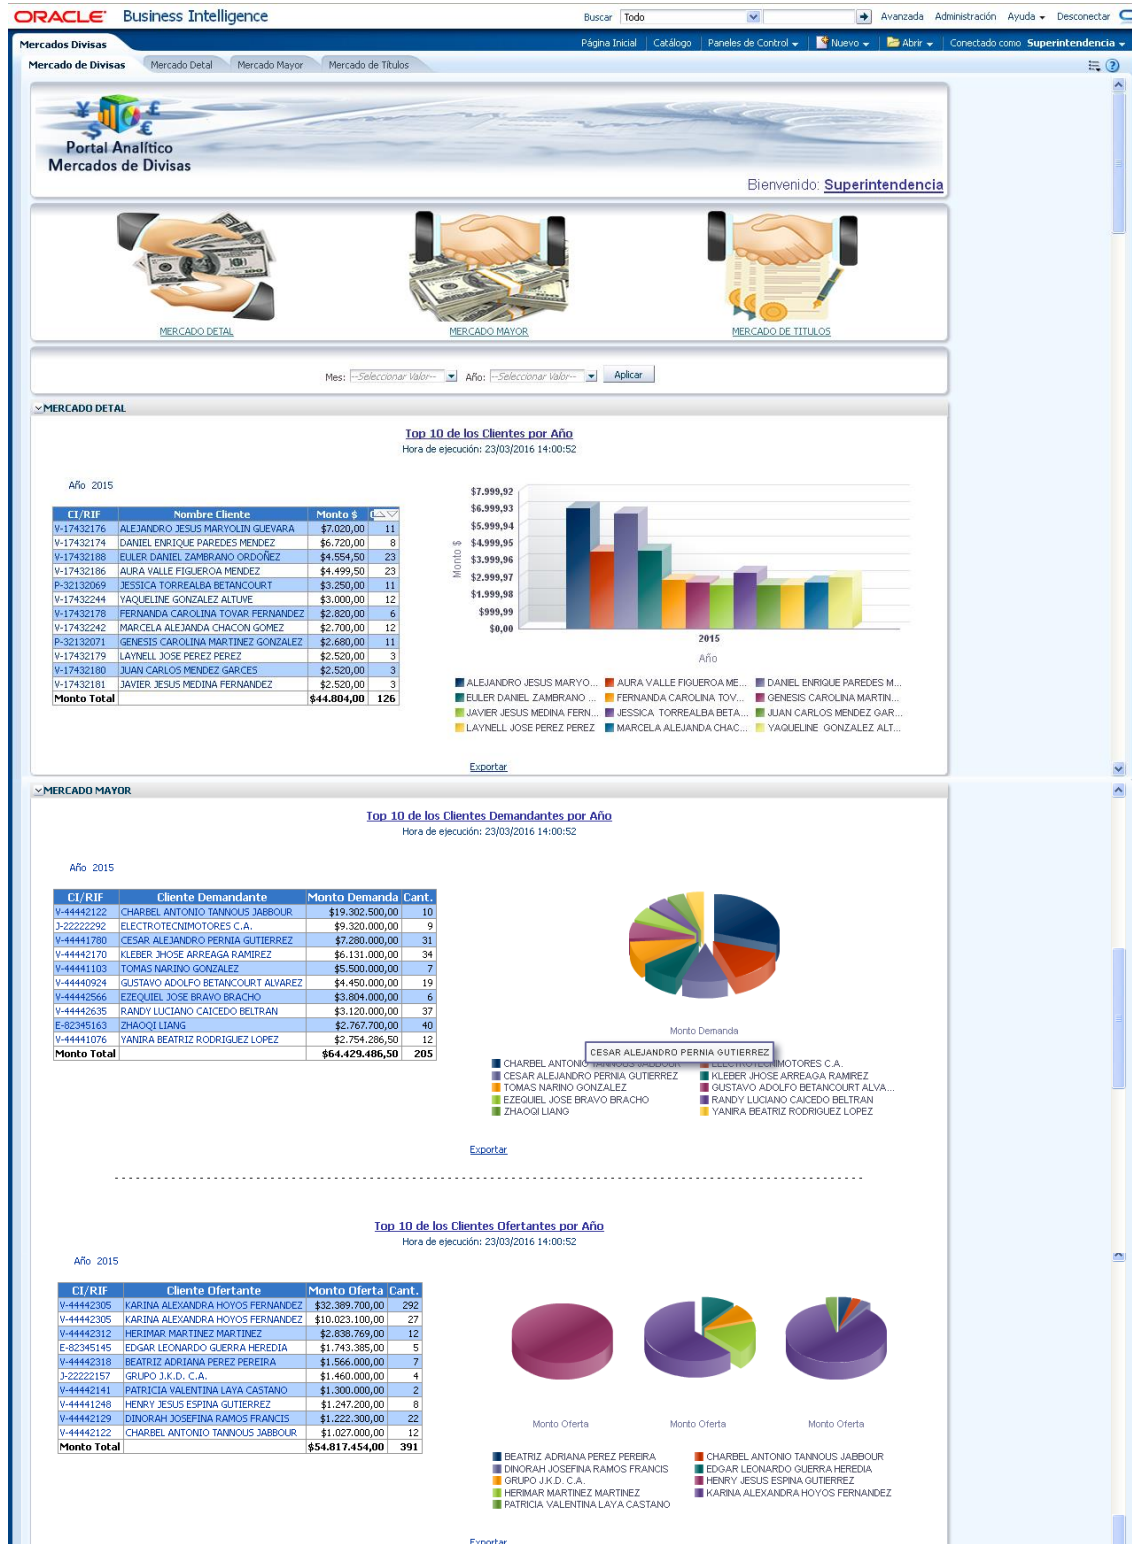 ORACLE Business Intelligence
Buscar Todo Avanzada Administración Ayuda Desconectar
Mercados Divisas Página Inicial Catálogo Paneles de Control Nuevo Abrir Conectado como Superintendencia
Mercado de Divisas Mercado Detal Mercado Mayor Mercado de Títulos
Portal Analítico
Mercados de Divisas
Bienvenido: Superintendencia
MERCADO DETAL MERCADO MAYOR MERCADO DE TITULOS
Mes: --Seleccionar Valor-- Año: --Seleccionar Valor-- Aplicar
MERCADO DETAL
Top 10 de los Clientes por Año
Hora de ejecución: 23/03/2016 14:00:52
Año 2015
CI/RIF Nombre Cliente Monto $
V-17432176 ALEJANDRO JESUS MARYOLIN GUEVARA $7.020,00 11
V-17432174 DANIEL ENRIQUE PAREDES MENDEZ $6.720,00 8
V-17432188 EULER DANIEL ZAMBRANO ORDOÑEZ $4.554,50 23
V-17432186 AURA VALLE FIGUEROA MENDEZ $4.499,50 23
P-32132069 JESSICA TORREALBA BETANCOURT $3.250,00 11
V-17432244 YAQUELINE GONZALEZ ALTUVE $3.000,00 12
V-17432178 FERNANDA CAROLINA TOVAR FERNANDEZ $2.820,00 6
V-17432242 MARCELA ALEJANDA CHACON GOMEZ $2.700,00 12
P-32132071 GENESIS CAROLINA MARTINEZ GONZALEZ $2.680,00 11
V-17432179 LAYNELL JOSE PEREZ PEREZ $2.520,00 3
V-17432180 JUAN CARLOS MENDEZ GARCES $2.520,00 3
V-17432181 JAVIER JESUS MEDINA FERNANDEZ $2.520,00 3
Monto Total $44.804,00 126
$7.999,92
$6.999,93
$5.999,94
$4.999,95
$3.999,96
$2.999,97
$1.999,98
$999,99
$0,00
Monto $
2015
Año
ALEJANDRO JESUS MARYO... AURA VALLE FIGUEROA ME... DANIEL ENRIQUE PAREDES M...
EULER DANIEL ZAMBRANO ... FERNANDA CAROLINA TOV... GENESIS CAROLINA MARTIN...
JAVIER JESUS MEDINA FERN... JESSICA TORREALBA BETA... JUAN CARLOS MENDEZ GAR...
LAYNELL JOSE PEREZ PEREZ MARCELA ALEJANDA CHAC... YAQUELINE GONZALEZ ALT...
Exportar
MERCADO MAYOR
Top 10 de los Clientes Demandantes por Año
Hora de ejecución: 23/03/2016 14:00:52
Año 2015
CI/RIF Cliente Demandante Monto Demanda Cant.
V-44442122 CHARBEL ANTONIO TANNOUS JABBOUR $19.302.500,00 10
J-22222292 ELECTROTECNIMOTORES C.A. $9.320.000,00 9
V-44441780 CESAR ALEJANDRO PERNIA GUTIERREZ $7.280.000,00 31
V-44442170 KLEBER JHOSE ARREAGA RAMIREZ $6.131.000,00 34
V-44441103 TOMAS NARINO GONZALEZ $5.500.000,00 7
V-44440924 GUSTAVO ADOLFO BETANCOURT ALVAREZ $4.450.000,00 19
V-44442566 EZEQUIEL JOSE BRAVO BRACHO $3.804.000,00 6
V-44442635 RANDY LUCIANO CAICEDO BELTRAN $3.120.000,00 37
E-82345163 ZHAOQI LIANG $2.767.700,00 40
V-44441076 YANIRA BEATRIZ RODRIGUEZ LOPEZ $2.754.286,50 12
Monto Total $64.429.486,50 205
Monto Demanda
CESAR ALEJANDRO PERNIA GUTIERREZ
CHARBEL ANTONIO TANNOUS JABBOUR ELECTROTECNIMOTORES C.A.
CESAR ALEJANDRO PERNIA GUTIERREZ KLEBER JHOSE ARREAGA RAMIREZ
TOMAS NARINO GONZALEZ GUSTAVO ADOLFO BETANCOURT ALVA...
EZEQUIEL JOSE BRAVO BRACHO RANDY LUCIANO CAICEDO BELTRAN
ZHAOQI LIANG YANIRA BEATRIZ RODRIGUEZ LOPEZ
Exportar
Top 10 de los Clientes Ofertantes por Año
Hora de ejecución: 23/03/2016 14:00:52
Año 2015
CI/RIF Cliente Ofertante Monto Oferta Cant.
V-44442305 KARINA ALEXANDRA HOYOS FERNANDEZ $32.389.700,00 292
V-44442305 KARINA ALEXANDRA HOYOS FERNANDEZ $10.023.100,00 27
V-44442312 HERIMAR MARTINEZ MARTINEZ $2.838.769,00 12
E-82345145 EDGAR LEONARDO GUERRA HEREDIA $1.743.385,00 5
V-44442318 BEATRIZ ADRIANA PEREZ PEREIRA $1.566.000,00 7
J-22222157 GRUPO J.K.D. C.A. $1.460.000,00 4
V-44442141 PATRICIA VALENTINA LAYA CASTANO $1.300.000,00 2
V-44441248 HENRY JESUS ESPINA GUTIERREZ $1.247.200,00 8
V-44442129 DINORAH JOSEFINA RAMOS FRANCIS $1.222.300,00 22
V-44442122 CHARBEL ANTONIO TANNOUS JABBOUR $1.027.000,00 12
Monto Total $54.817.454,00 391
Monto Oferta Monto Oferta Monto Oferta
BEATRIZ ADRIANA PEREZ PEREIRA CHARBEL ANTONIO TANNOUS JABBOUR
DINORAH JOSEFINA RAMOS FRANCIS EDGAR LEONARDO GUERRA HEREDIA
GRUPO J.K.D. C.A. HENRY JESUS ESPINA GUTIERREZ
HERIMAR MARTINEZ MARTINEZ KARINA ALEXANDRA HOYOS FERNANDEZ
PATRICIA VALENTINA LAYA CASTANO
Exportar